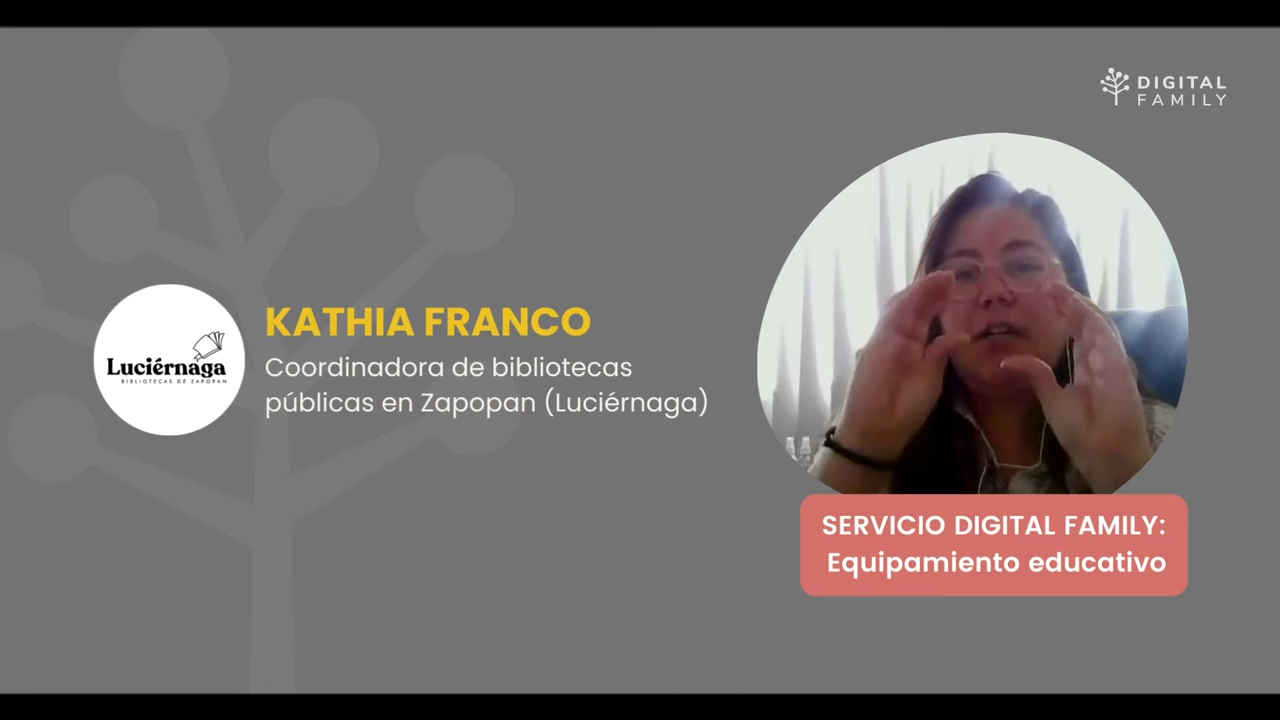 DIGITAL
FAMILY
Luciérnaga
BIBLIOTECAS DE ZAPOPAN
KATHIA FRANCO
Coordinadora de bibliotecas
públicas en Zapopan (Luciérnaga)
SERVICIO DIGITAL FAMILY:
Equipamiento educativo